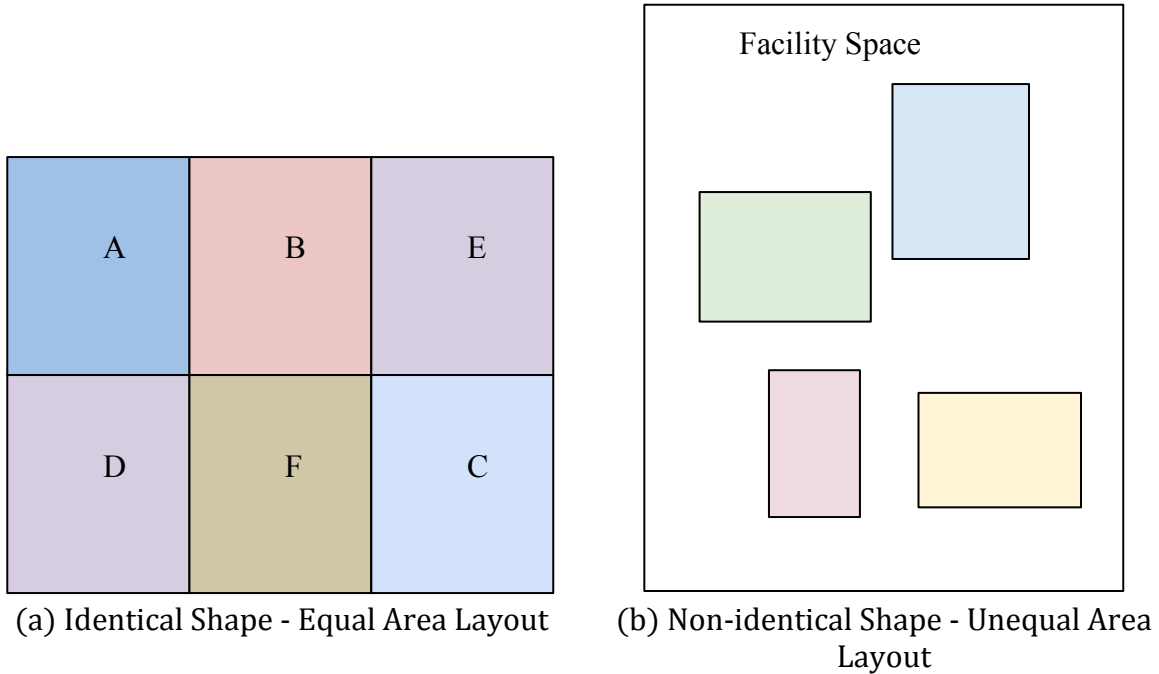 A
B
E
D
F
C
(a) Identical Shape - Equal Area Layout
Facility Space
(b) Non-identical Shape - Unequal Area
Layout